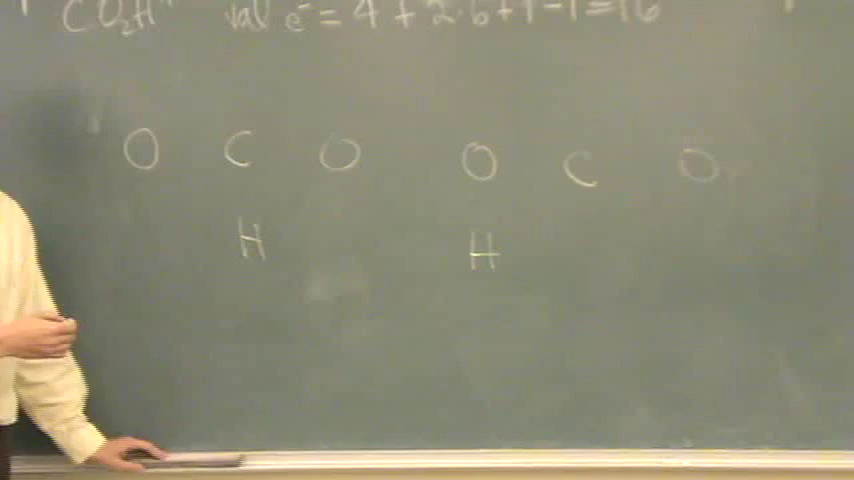 CO₂H⁺ val e⁻ = 4 + 2·6 + 1 - 1 = 16
O C O O C O
H H